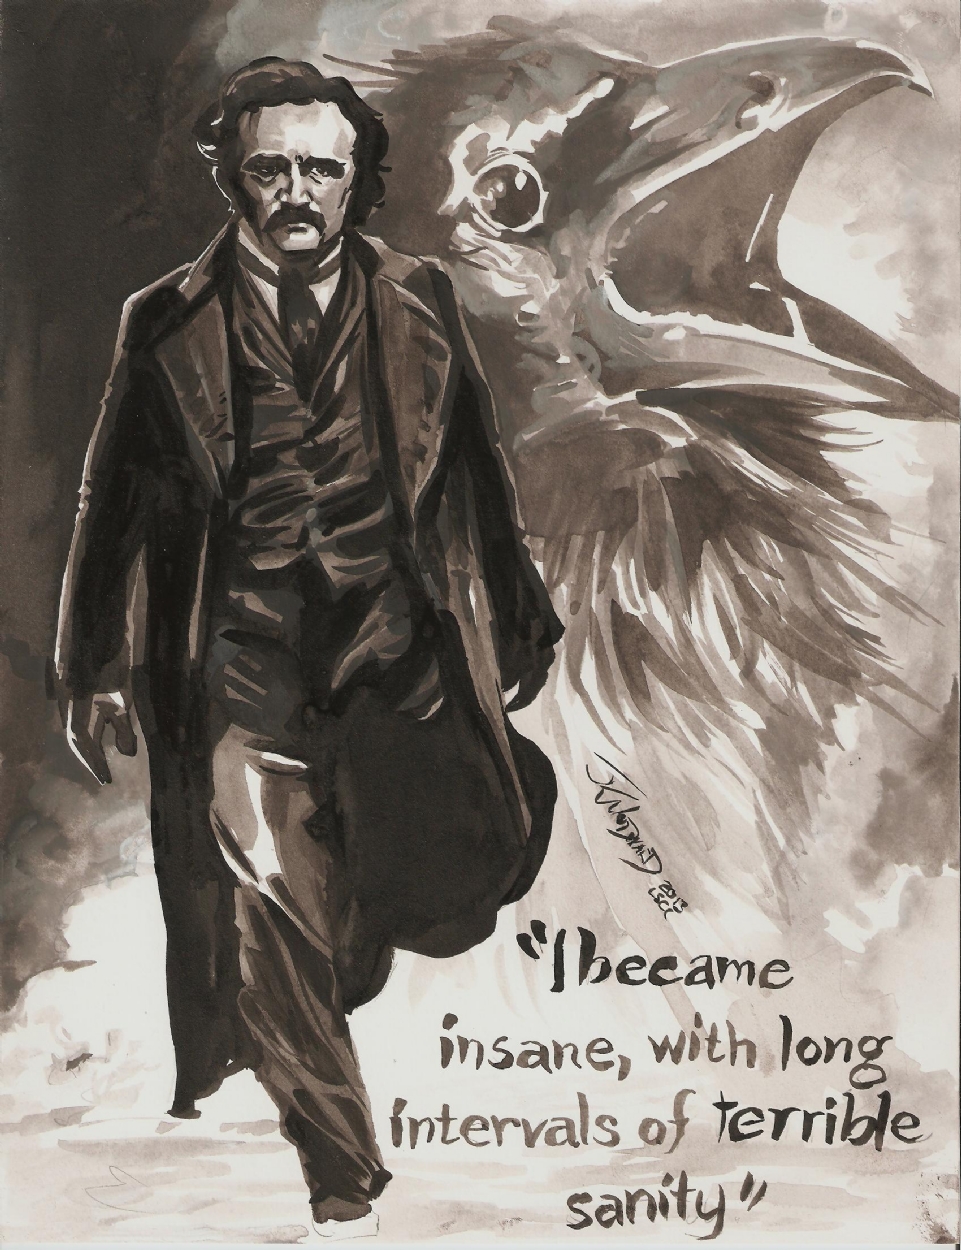 "I became
insane, with long
intervals of terrible
sanity"